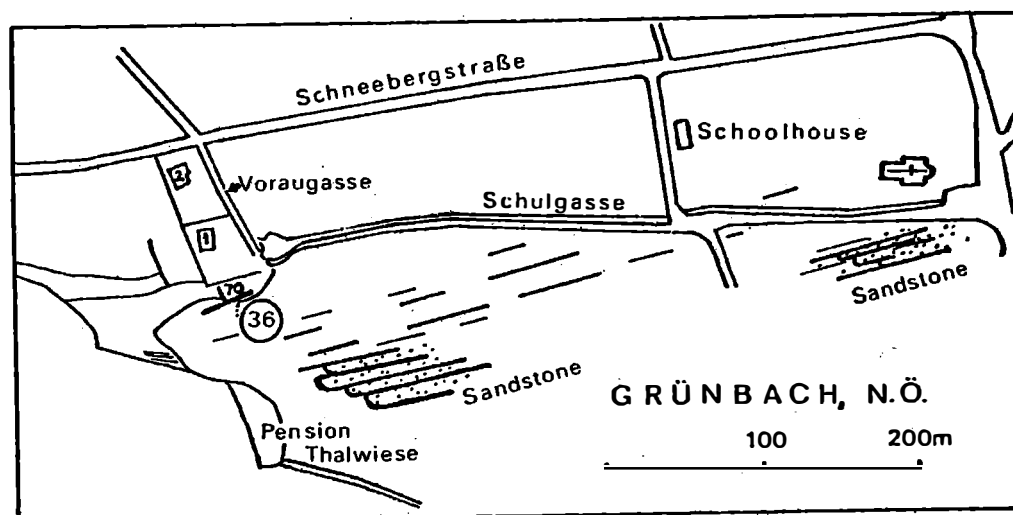 Schneebergstraße
Schoolhouse
2
Voraugasse
Schulgasse
1
70
36
Sandstone
Sandstone
GRÜNBACH, N.Ö.
Pension
Thalwiese
100 200m